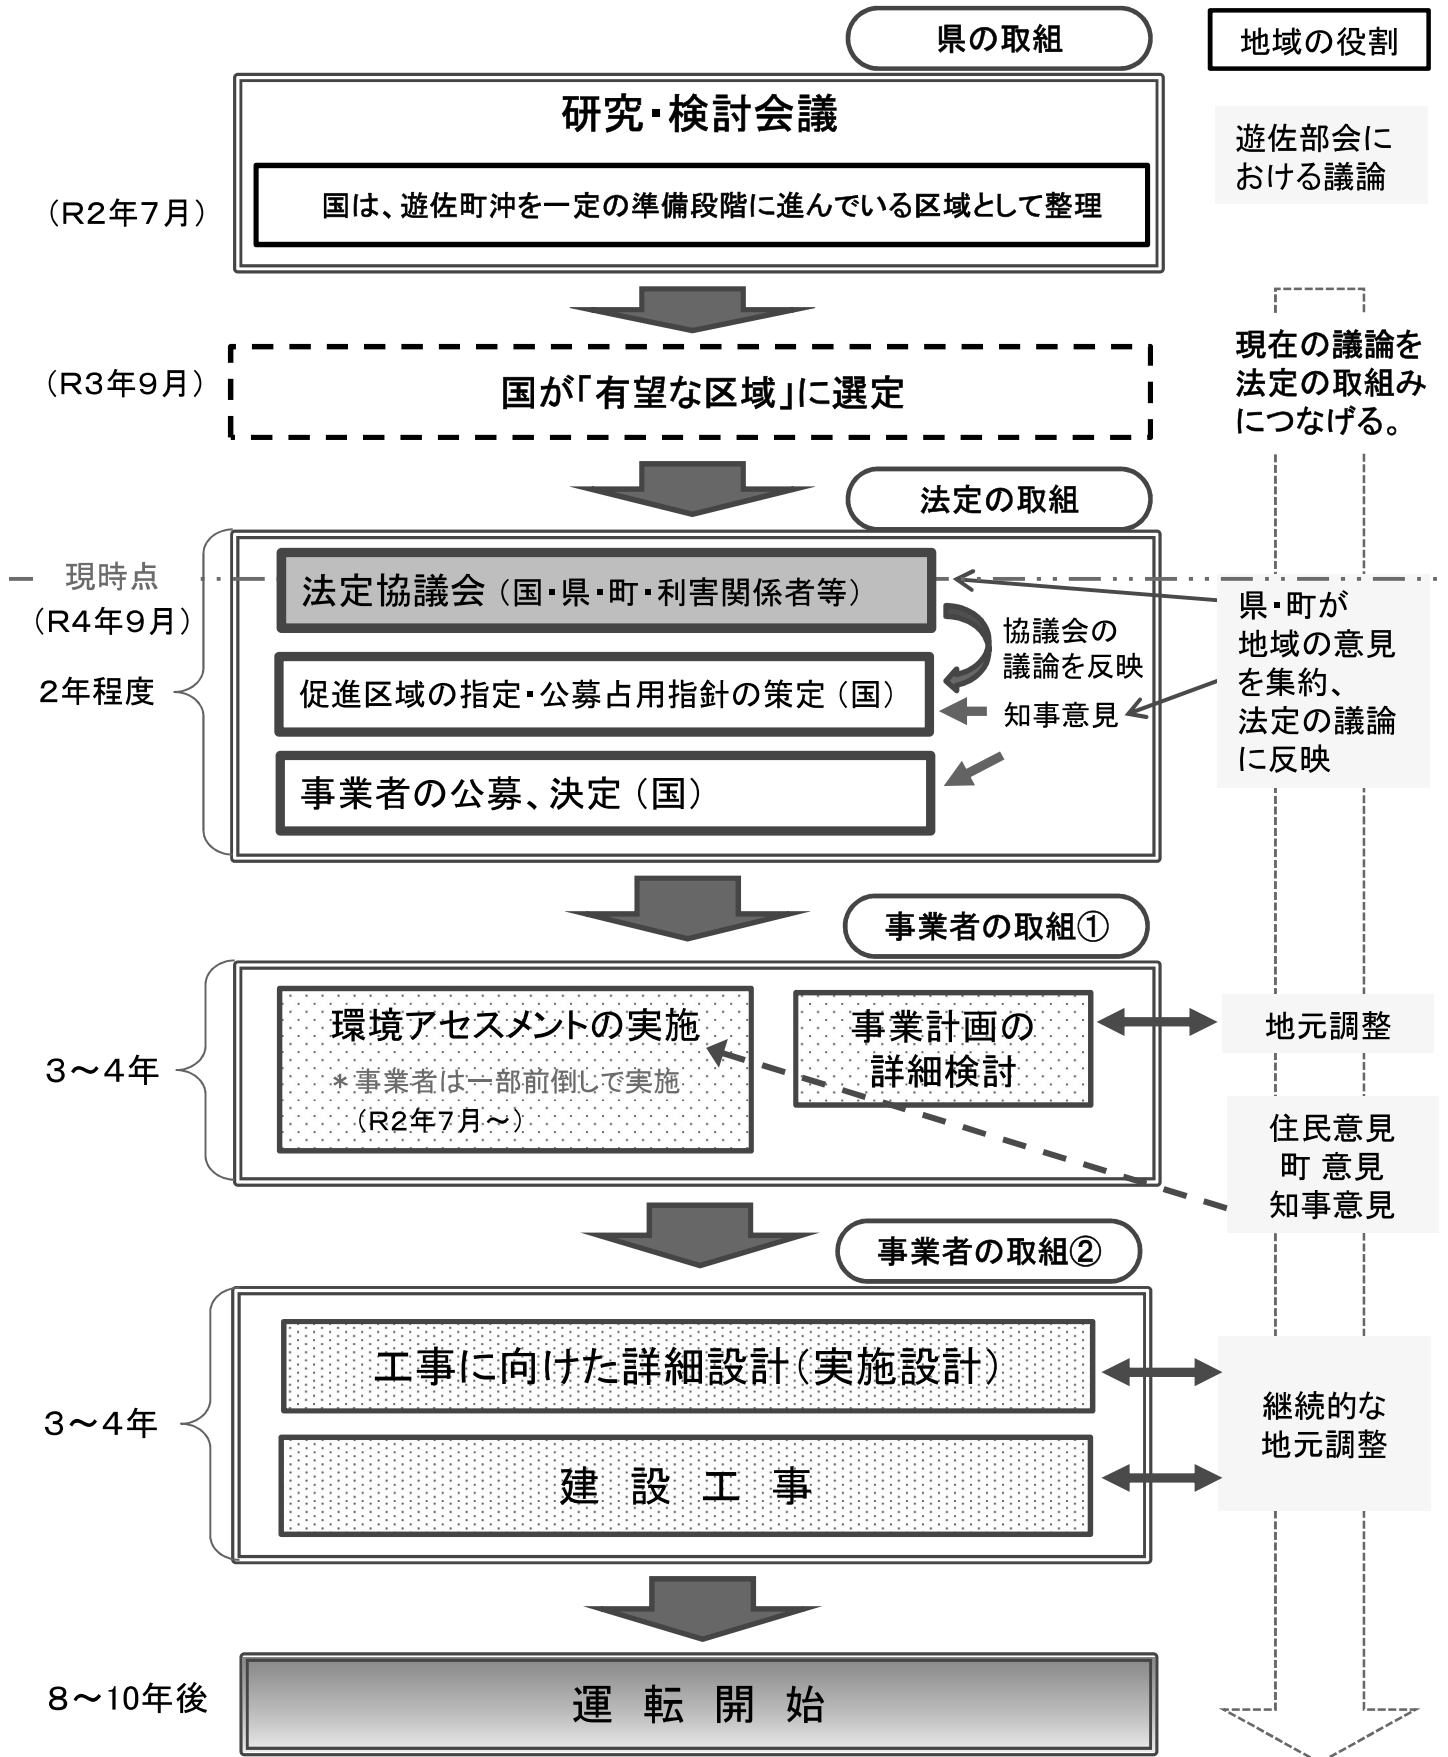 県の取組
地域の役割
研究・検討会議
遊佐部会に
おける議論
（R2年7月）
国は、遊佐町沖を一定の準備段階に進んでいる区域として整理
（R3年9月）
国が「有望な区域」に選定
現在の議論を
法定の取組み
につなげる。
法定の取組
現時点
（R4年9月）
２年程度
法定協議会（国・県・町・利害関係者等）
協議会の
議論を反映
促進区域の指定・公募占用指針の策定（国）
知事意見
事業者の公募、決定（国）
県・町が
地域の意見
を集約、
法定の議論
に反映
事業者の取組①
３～４年
環境アセスメントの実施
＊事業者は一部前倒しで実施
（R2年7月～）
事業計画の
詳細検討
地元調整
住民意見
町 意見
知事意見
事業者の取組②
３～４年
工事に向けた詳細設計（実施設計）
建　設　工　事
継続的な
地元調整
８～10年後
運　転　開　始